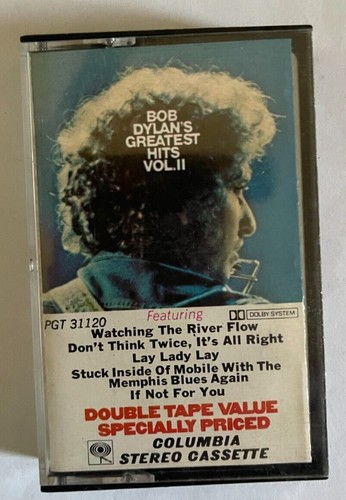 BOB
DYLAN'S
GREATEST
HITS
VOL.II
Featuring
DOLBY SYSTEM
PGT 31120
Watching The River Flow
Don't Think Twice, It's All Right
Lay Lady Lay
Stuck Inside Of Mobile With The
Memphis Blues Again
If Not For You
DOUBLE TAPE VALUE
SPECIALLY PRICED
COLUMBIA
STEREO CASSETTE